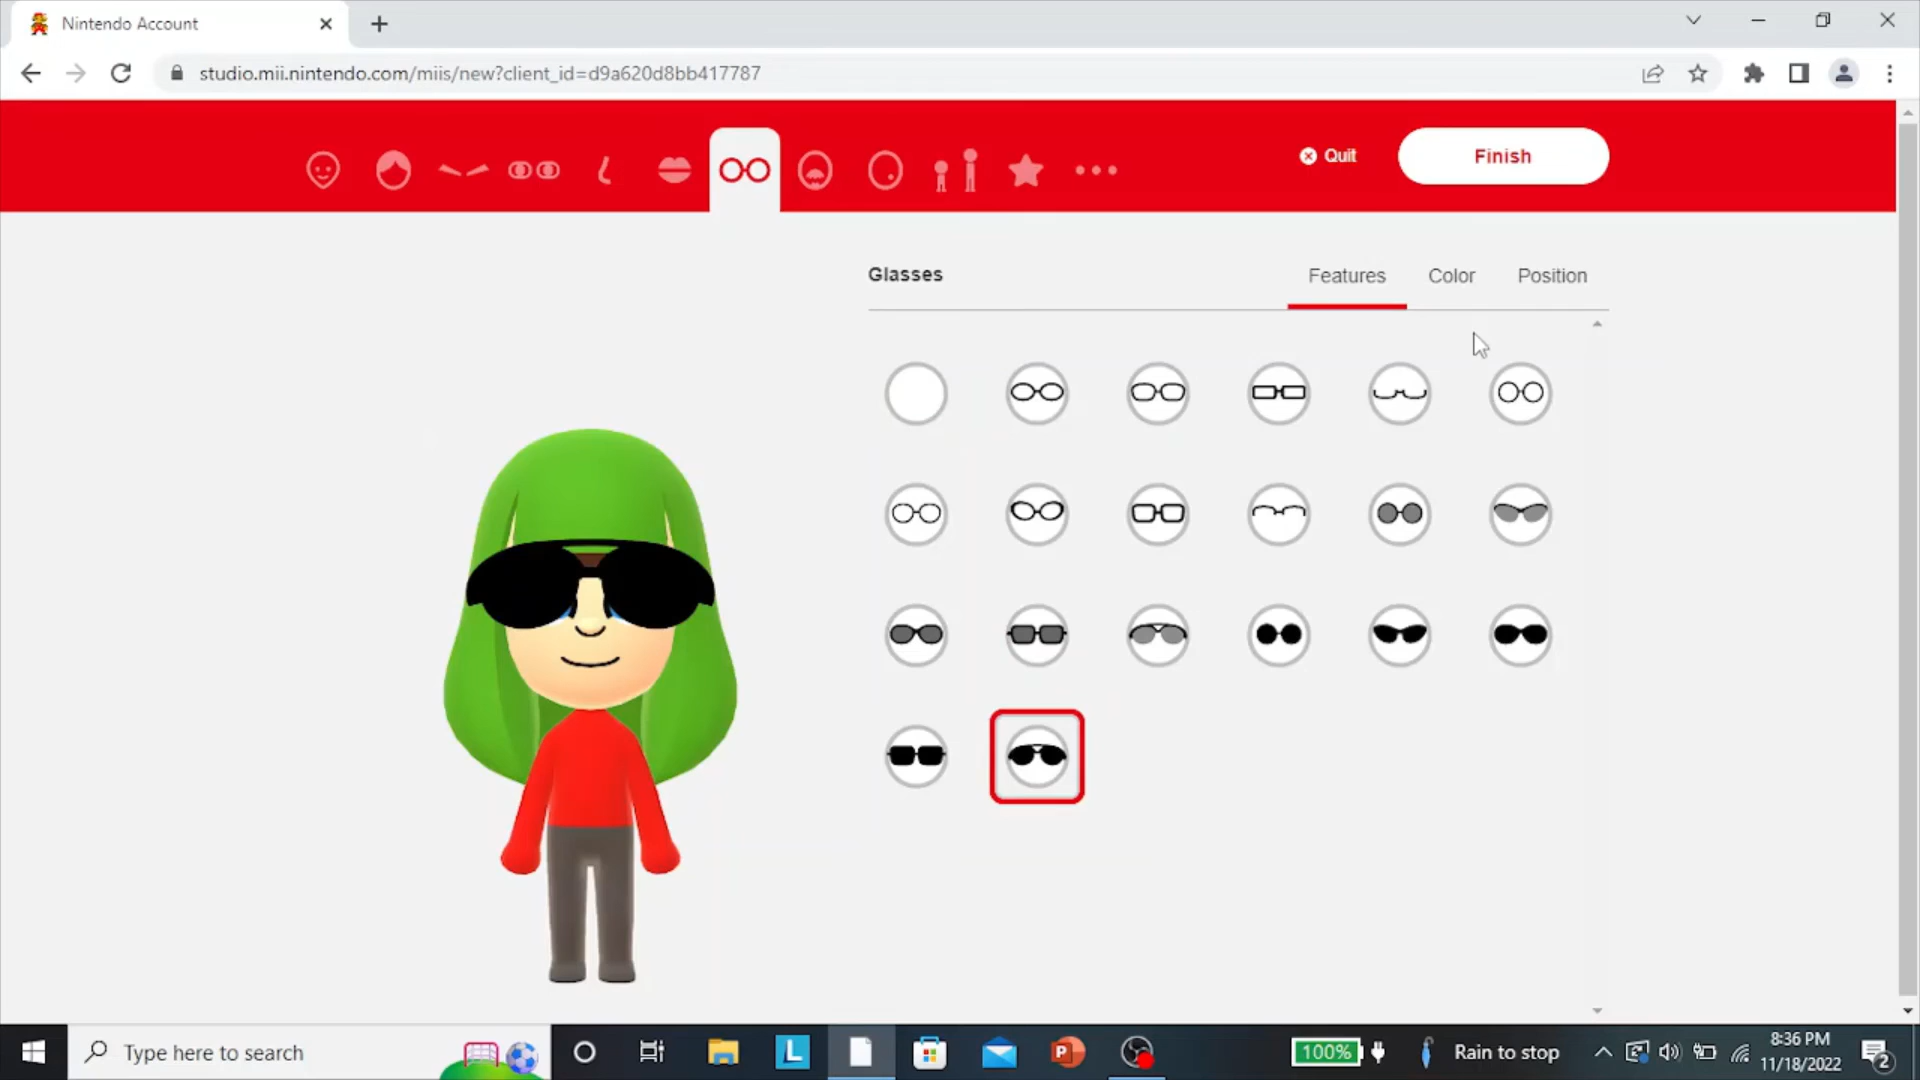 Nintendo Account
studio.mii.nintendo.com/miis/new?client_id=d9a620d8bb417787
Quit
Finish
Glasses
Features
Color
Position
Type here to search
L
P
100%
Rain to stop
8:36 PM
11/18/2022
2